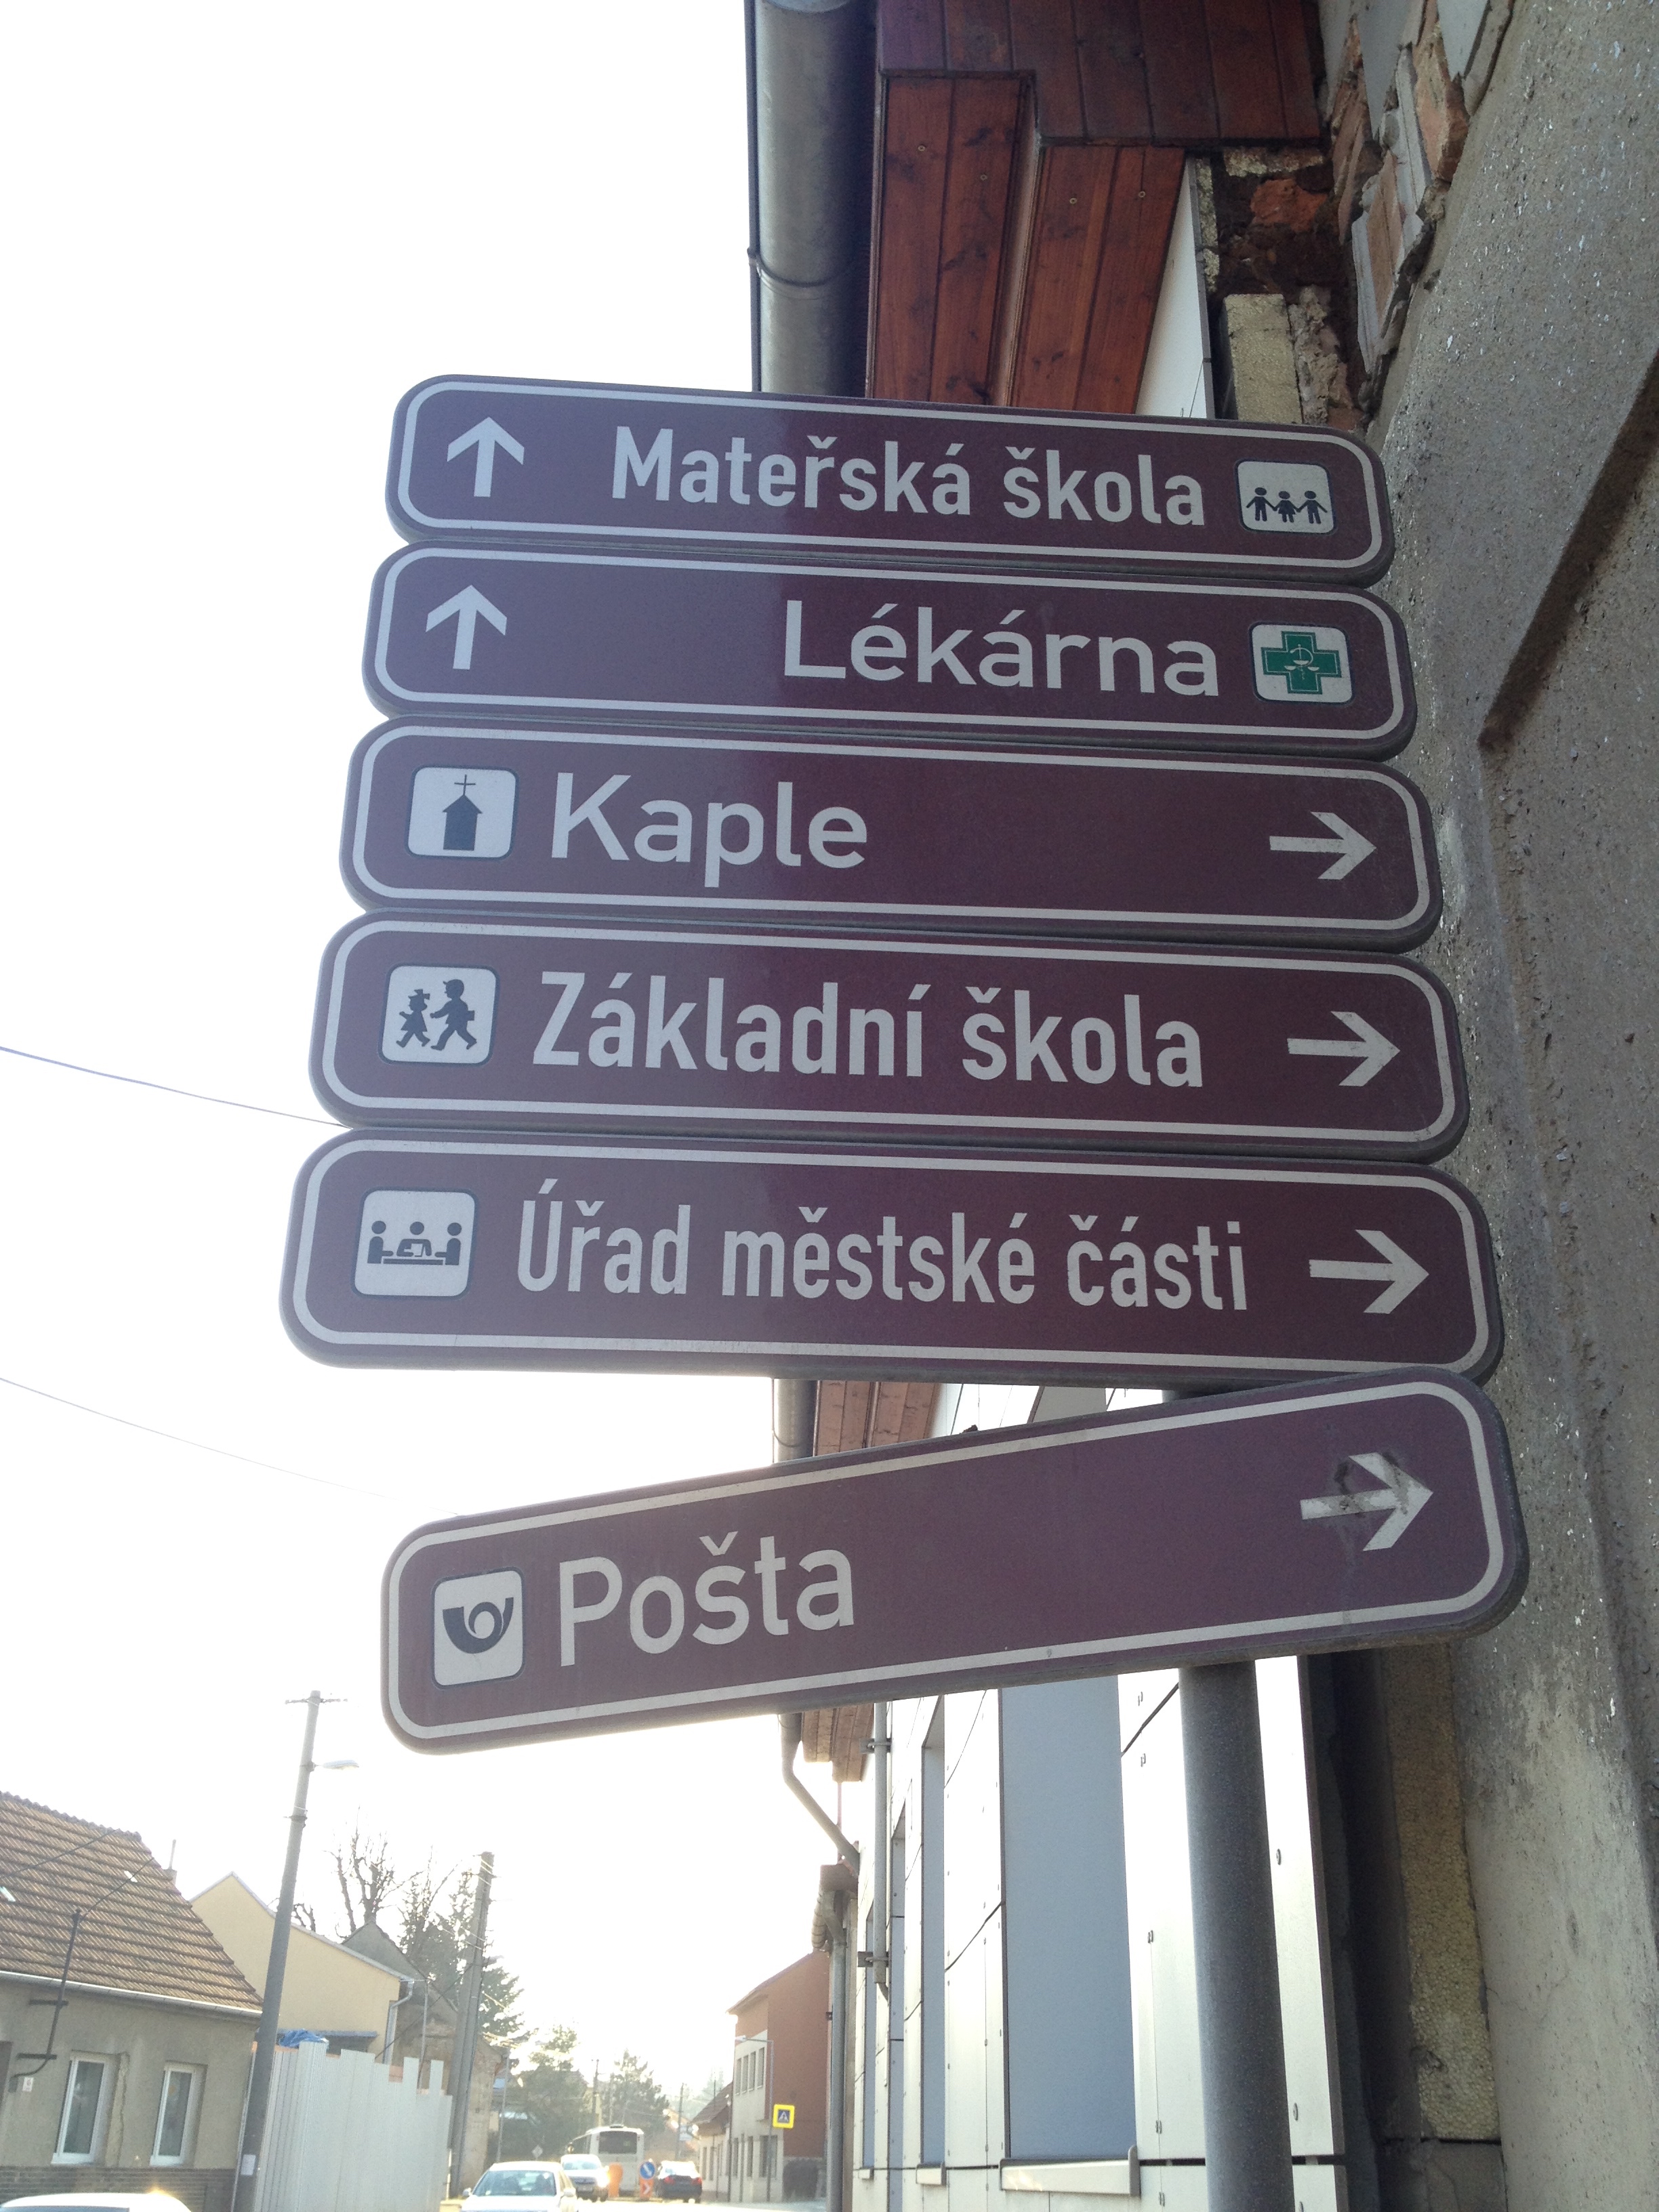 Mateřská škola
Lékárna
Kaple
Základní škola
Úřad městské části
Pošta